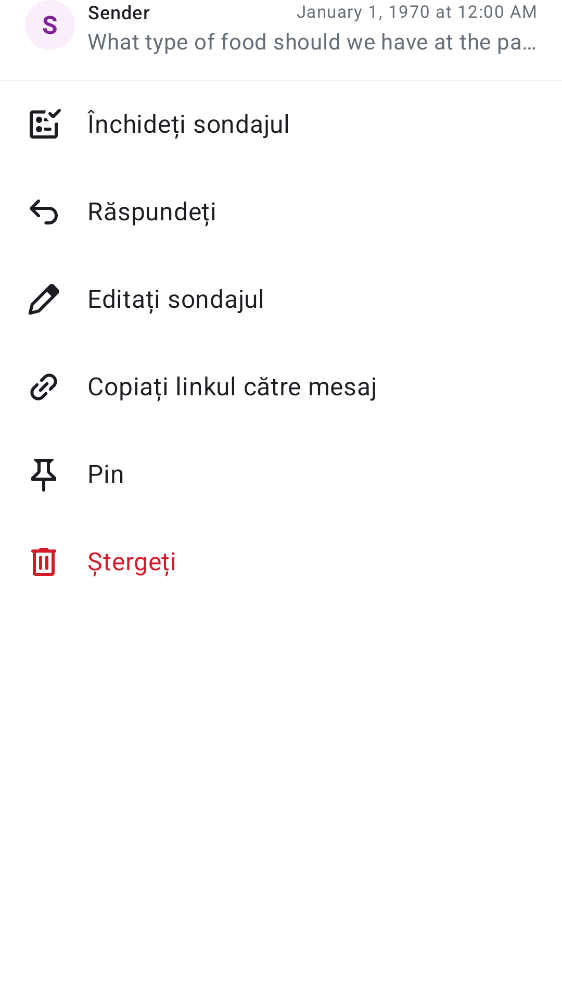 S
Sender
January 1, 1970 at 12:00 AM
What type of food should we have at the pa…
Închideți sondajul
Răspundeți
Editați sondajul
Copiați linkul către mesaj
Pin
Ștergeți